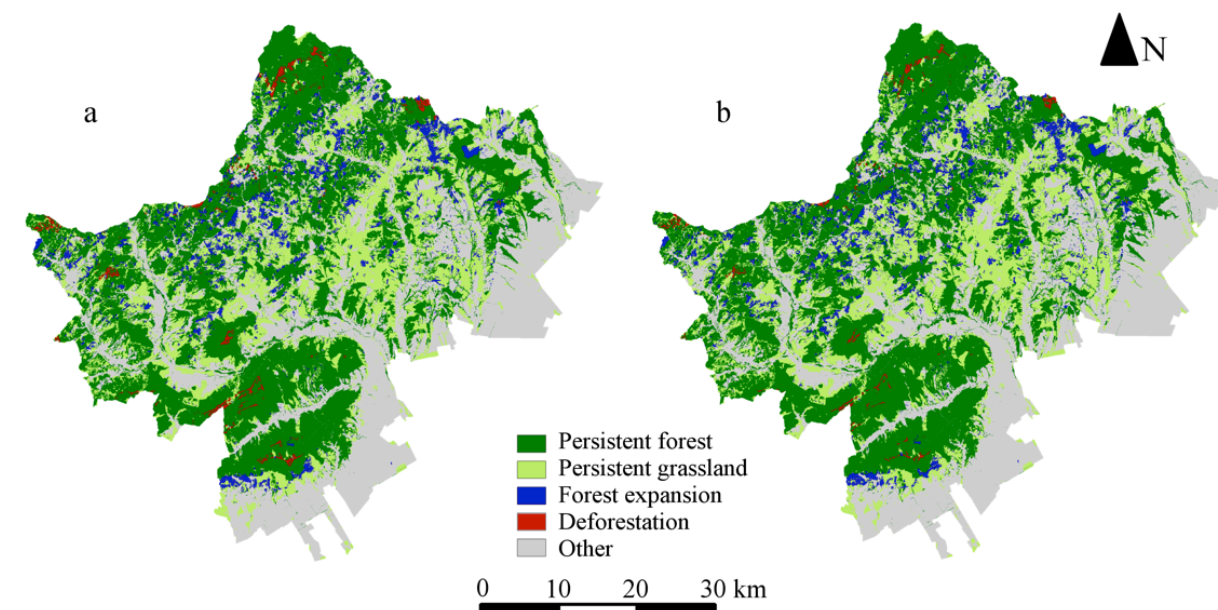 N
a
b
Persistent forest
Persistent grassland
Forest expansion
Deforestation
Other
0 10 20 30 km